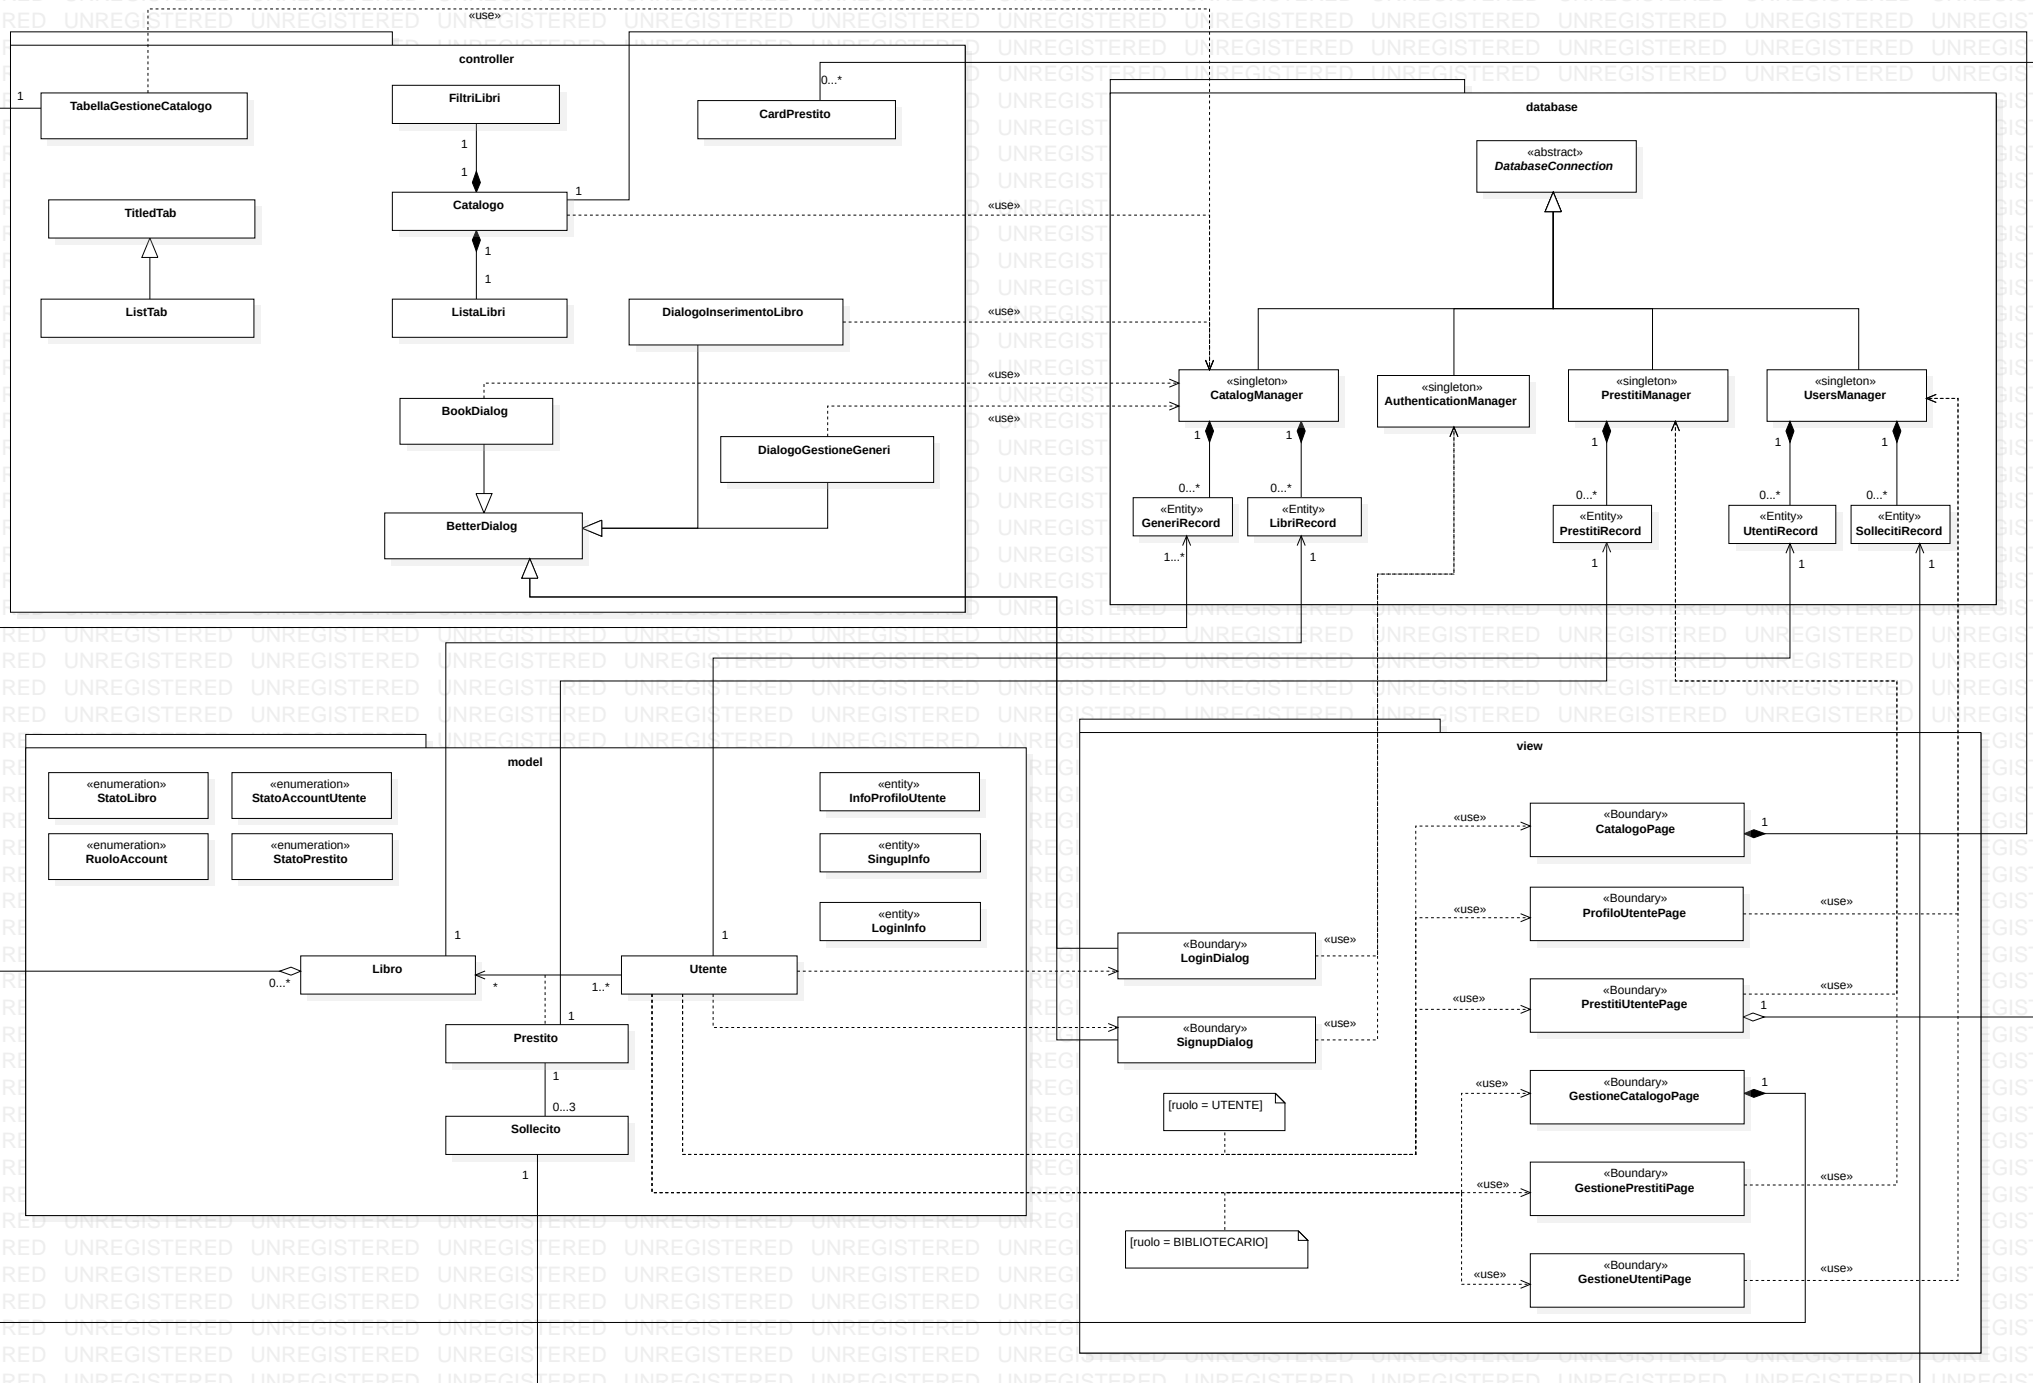 «use»
controller
1
TabellaGestioneCatalogo
FiltriLibri
0...*
CardPrestito
1
1
1
Catalogo
«use»
TitledTab
1
1
ListTab
ListaLibri
DialogoInserimentoLibro
«use»
«use»
BookDialog
«use»
DialogoGestioneGeneri
BetterDialog
database
«abstract»
DatabaseConnection
«singleton»
CatalogManager
«singleton»
AuthenticationManager
«singleton»
PrestitiManager
«singleton»
UsersManager
1
1
1
1
1
0...*
0...*
0...*
0...*
0...*
«Entity»
GeneriRecord
«Entity»
LibriRecord
«Entity»
PrestitiRecord
«Entity»
UtentiRecord
«Entity»
SollecitiRecord
1...*
1
1
1
1
model
«enumeration»
StatoLibro
«enumeration»
StatoAccountUtente
«entity»
InfoProfiloUtente
«enumeration»
RuoloAccount
«enumeration»
StatoPrestito
«entity»
SingupInfo
«entity»
LoginInfo
1
1
Libro
Utente
0...*
*
1..*
1
Prestito
1
0...3
Sollecito
1
view
«use»
«Boundary»
CatalogoPage
1
«use»
«Boundary»
ProfiloUtentePage
«use»
«Boundary»
LoginDialog
«use»
«use»
«Boundary»
PrestitiUtentePage
«use»
1
«Boundary»
SignupDialog
«use»
«use»
«Boundary»
GestioneCatalogoPage
1
[ruolo = UTENTE]
«use»
«Boundary»
GestionePrestitiPage
«use»
[ruolo = BIBLIOTECARIO]
«use»
«Boundary»
GestioneUtentiPage
«use»
UNREGISTERED